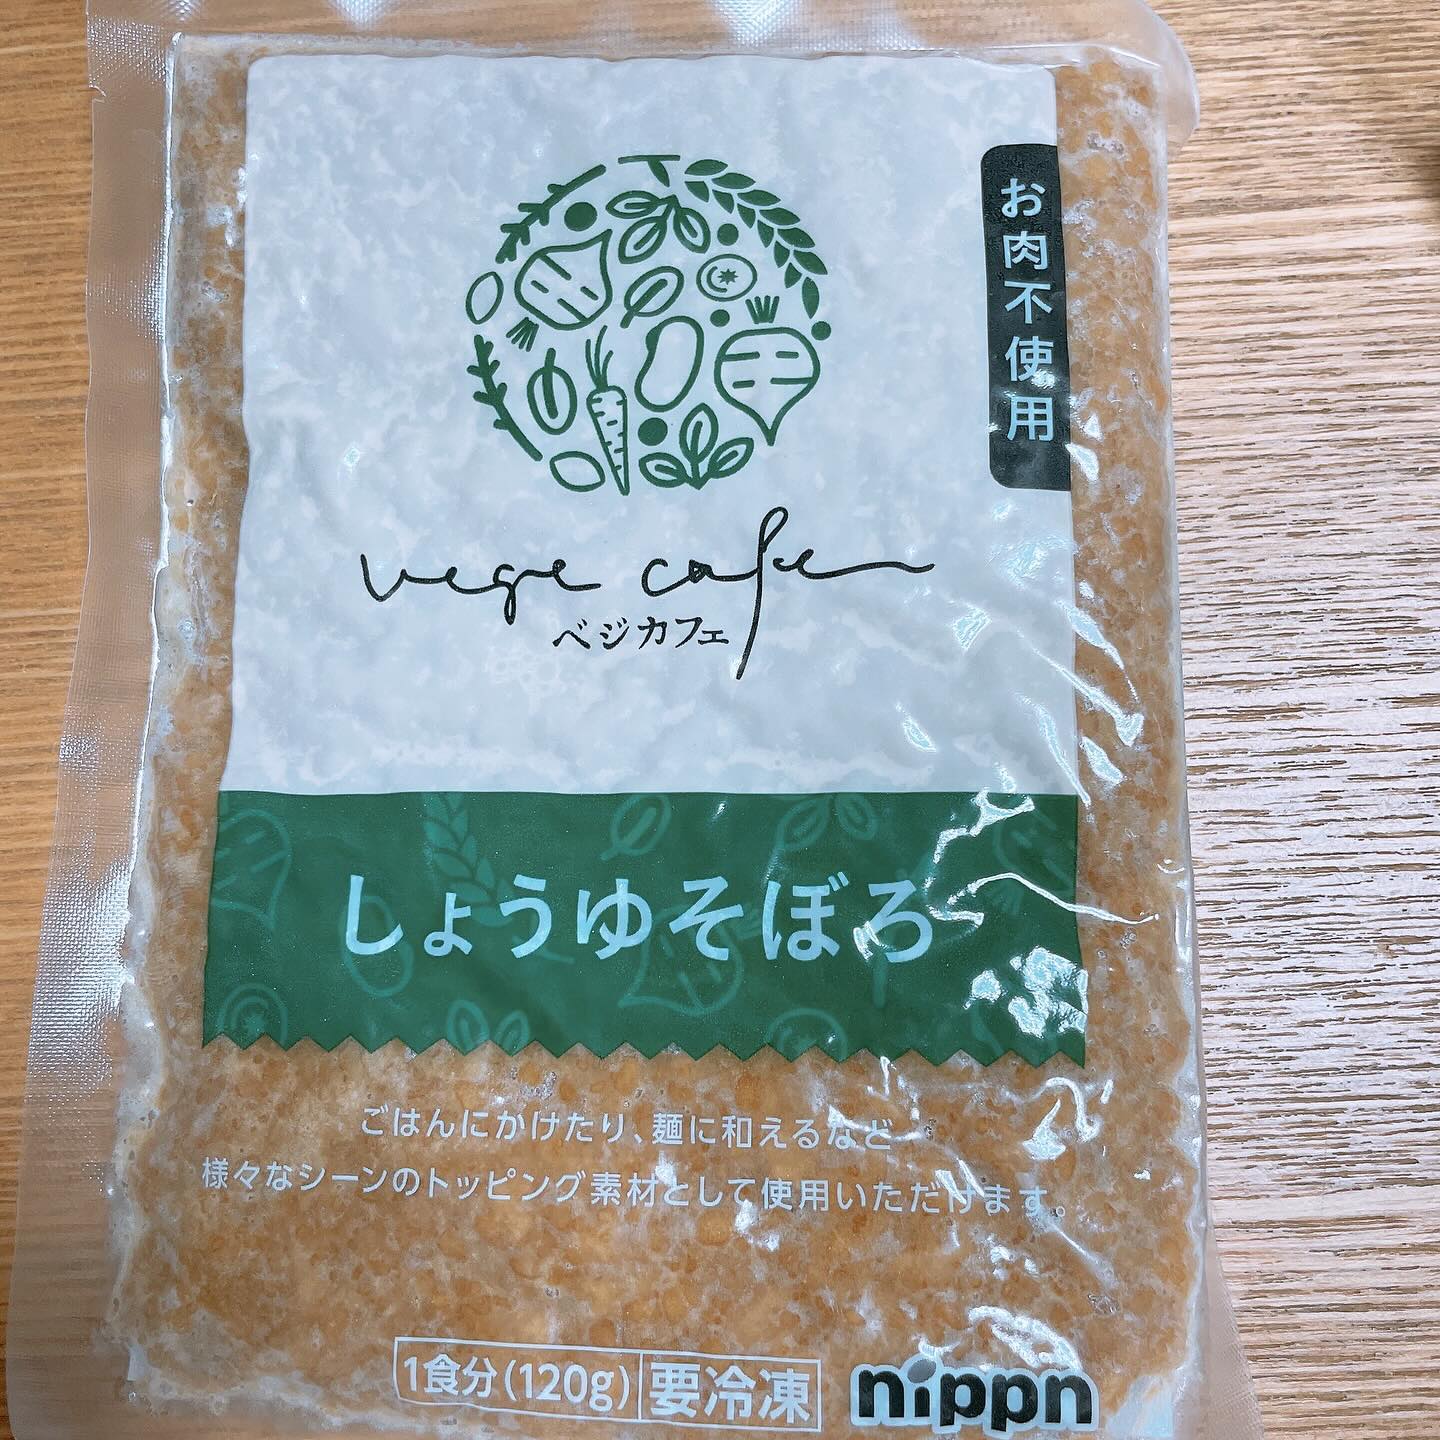 お肉不使用
vege cafe
ベジカフェ
しょうゆそぼろ
ごはんにかけたり、麺に和えるなど
様々なシーンのトッピング素材として使用いただけます。
1食分(120g) 要冷凍
nippn